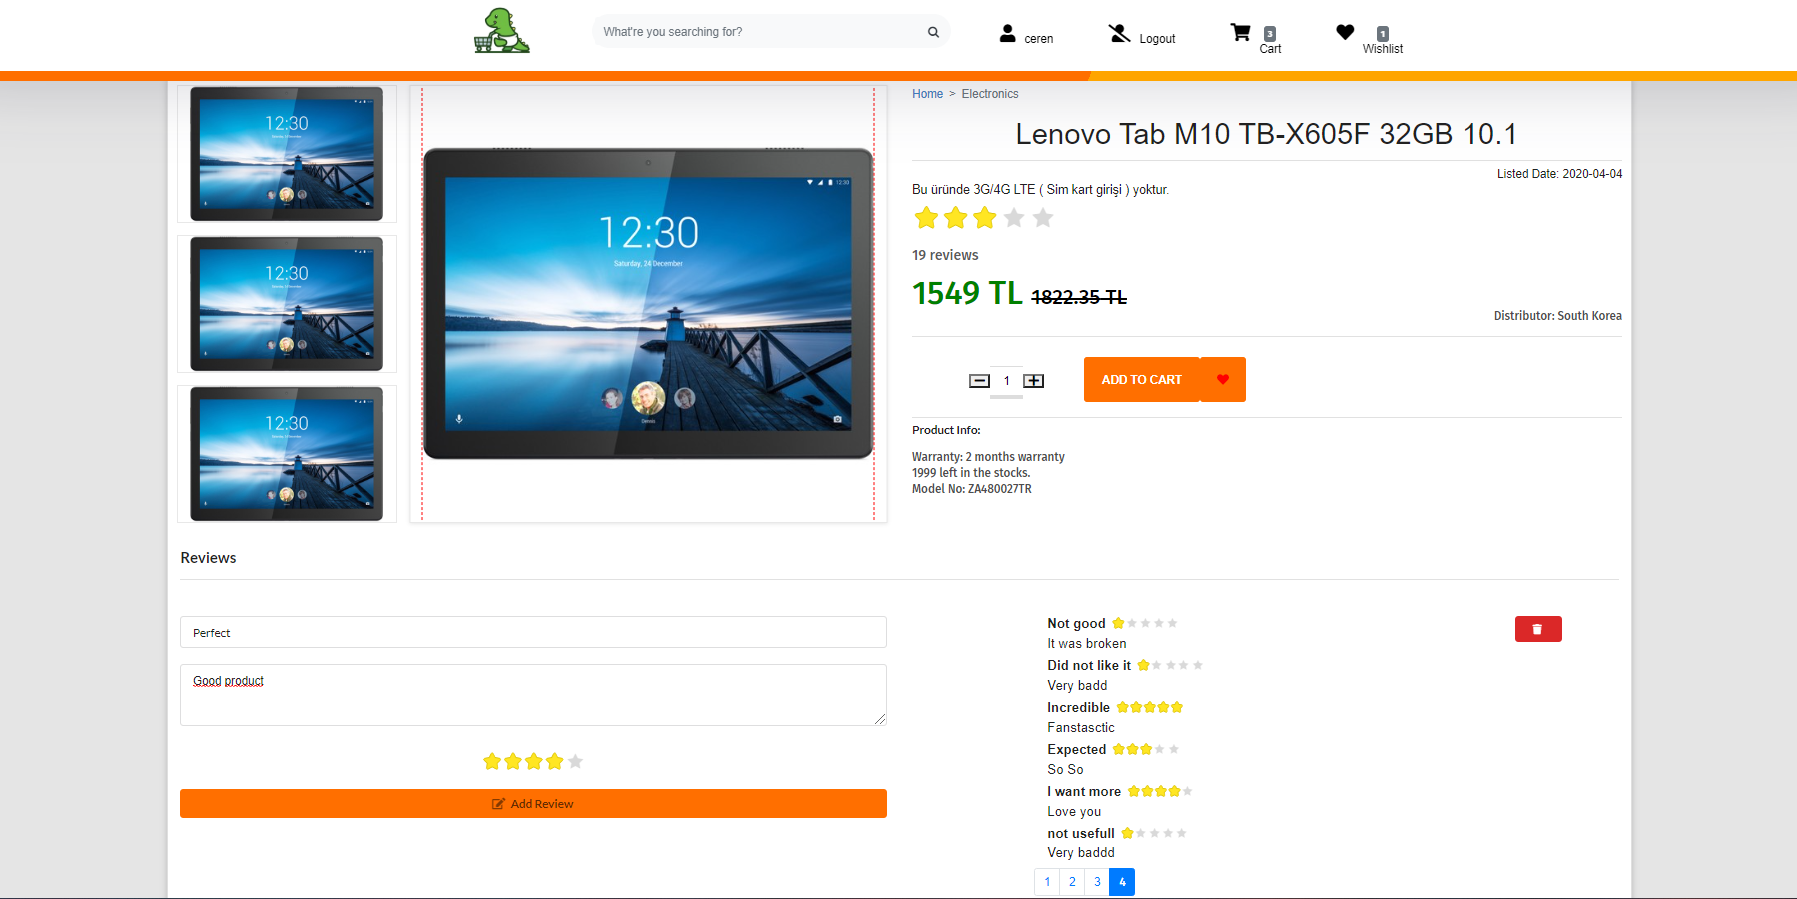 What're you searching for?
ceren
Logout
3
Cart
1
Wishlist
12:30
12:30
12:30
12:30
Saturday, 24 December
12:30
Dennis
Home > Electronics
Lenovo Tab M10 TB-X605F 32GB 10.1
Listed Date: 2020-04-04
Bu üründe 3G/4G LTE ( Sim kart girişi ) yoktur.
19 reviews
1549 TL 1822.35 TL
Distributor: South Korea
1
ADD TO CART
Product Info:
Warranty: 2 months warranty
1999 left in the stocks.
Model No: ZA480027TR
Reviews
Perfect
Good product
Add Review
Not good
It was broken
Did not like it
Very badd
Incredible
Fanstasctic
Expected
So So
I want more
Love you
not usefull
Very baddd
1 2 3 4